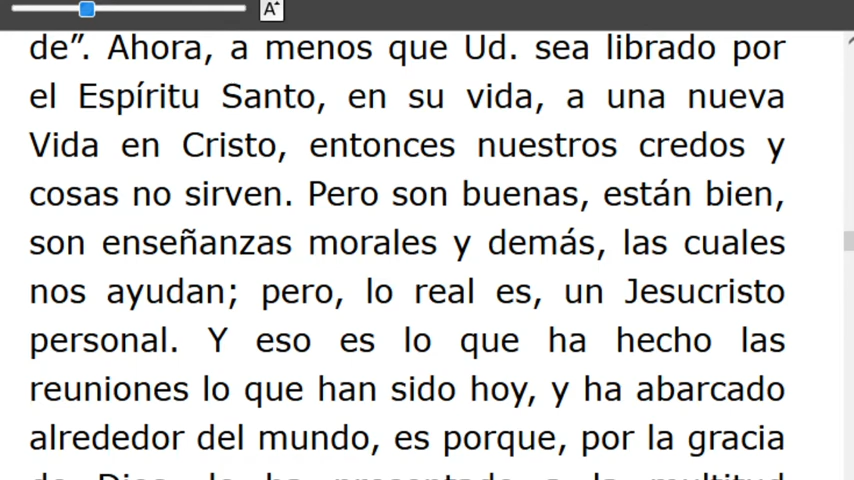 A
de”. Ahora, a menos que Ud. sea librado por
el Espíritu Santo, en su vida, a una nueva
Vida en Cristo, entonces nuestros credos y
cosas no sirven. Pero son buenas, están bien,
son enseñanzas morales y demás, las cuales
nos ayudan; pero, lo real es, un Jesucristo
personal. Y eso es lo que ha hecho las
reuniones lo que han sido hoy, y ha abarcado
alrededor del mundo, es porque, por la gracia